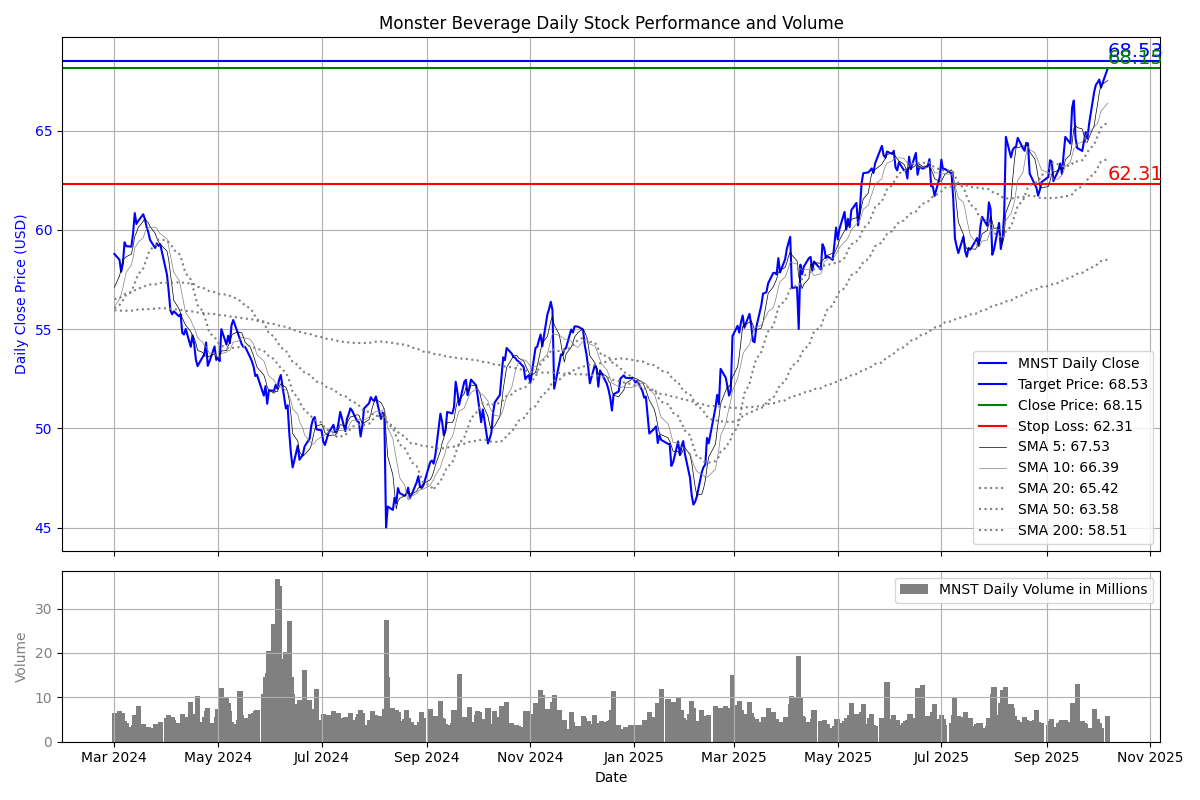 Monster Beverage Daily Stock Performance and Volume
68.53
68.15
62.31
65
60
55
50
45
Daily Close Price (USD)
MNST Daily Close
Target Price: 68.53
Close Price: 68.15
Stop Loss: 62.31
SMA 5: 67.53
SMA 10: 66.39
SMA 20: 65.42
SMA 50: 63.58
SMA 200: 58.51
MNST Daily Volume in Millions
30
20
10
0
Volume
Mar 2024 May 2024 Jul 2024 Sep 2024 Nov 2024 Jan 2025 Mar 2025 May 2025 Jul 2025 Sep 2025 Nov 2025
Date